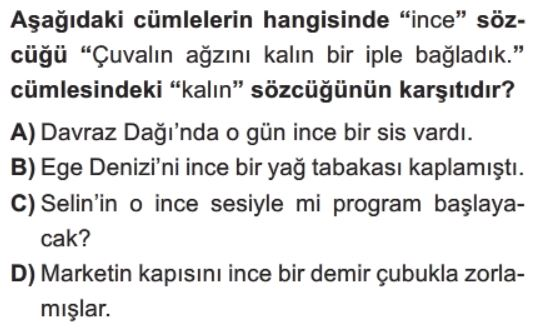 Aşağıdaki cümlelerin hangisinde “ince” söz-
cüğü “Çuvalın ağzını kalın bir iple bağladık.”
cümlesindeki “kalın” sözcüğünün karşıtıdır?
A) Davraz Dağı’nda o gün ince bir sis vardı.
B) Ege Denizi’ni ince bir yağ tabakası kaplamıştı.
C) Selin’in o ince sesiyle mi program başlaya-
cak?
D) Marketin kapısını ince bir demir çubukla zorla-
mışlar.